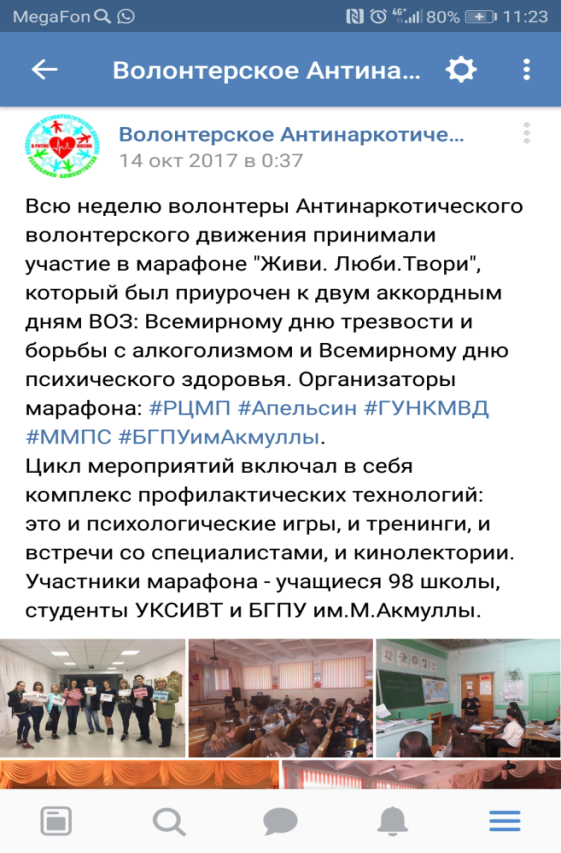 MegaFon 4G+ 80% 11:23
Волонтерское Антина...
Волонтерское Антинаркотиче...
14 окт 2017 в 0:37
Всю неделю волонтеры Антинаркотического
волонтерского движения принимали
участие в марафоне "Живи. Люби.Твори",
который был приурочен к двум аккордным
дням ВОЗ: Всемирному дню трезвости и
борьбы с алкоголизмом и Всемирному дню
психического здоровья. Организаторы
марафона: #РЦМП #Апельсин #ГУНКМВД
#ММПС #БГПУимАкмуллы.
Цикл мероприятий включал в себя
комплекс профилактических технологий:
это и психологические игры, и тренинги, и
встречи со специалистами, и кинолектории.
Участники марафона - учащиеся 98 школы,
студенты УКСИВТ и БГПУ им.М.Акмуллы.